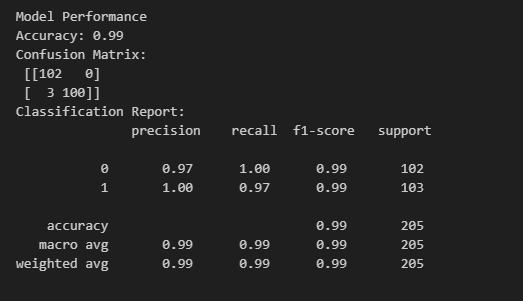 Model Performance
Accuracy: 0.99
Confusion Matrix:
[[102   0]
[  3 100]]
Classification Report:
precision    recall  f1-score   support
0       0.97      1.00      0.99       102
1       1.00      0.97      0.99       103
accuracy                           0.99       205
macro avg       0.99      0.99      0.99       205
weighted avg       0.99      0.99      0.99       205